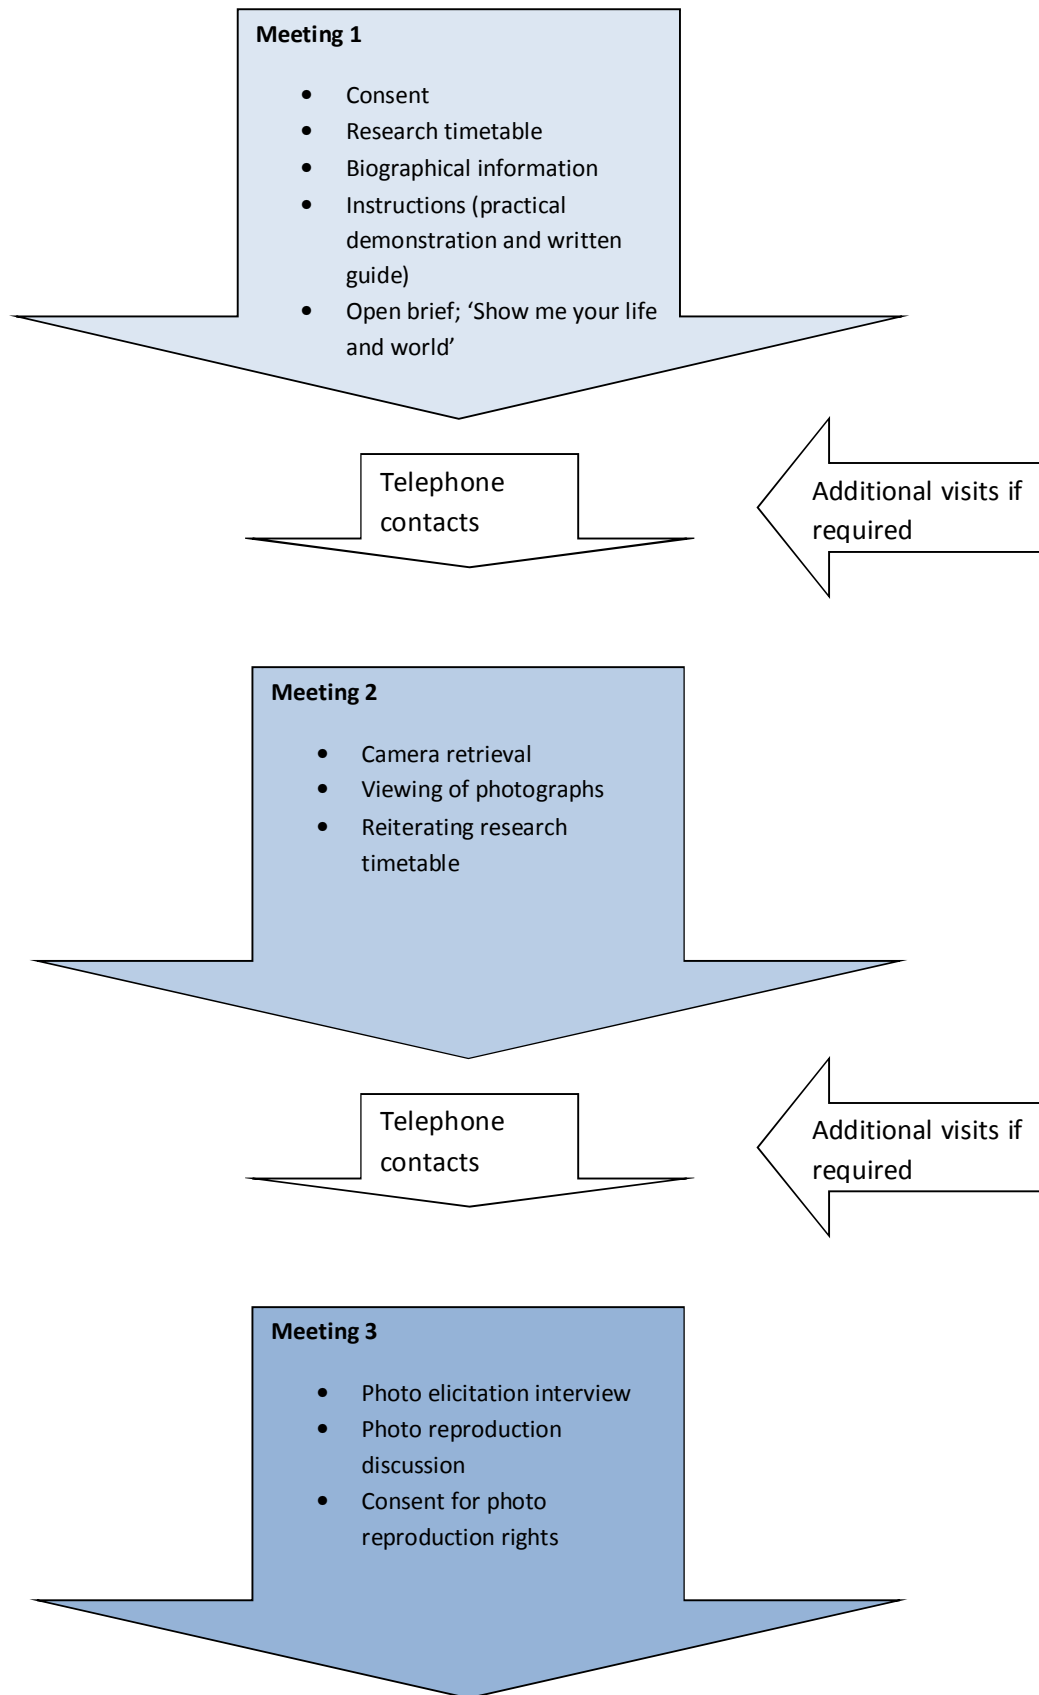 Meeting 1
• Consent
• Research timetable
• Biographical information
• Instructions (practical
demonstration and written
guide)
• Open brief; ‘Show me your life
and world’
Telephone
contacts
Additional visits if
required
Meeting 2
• Camera retrieval
• Viewing of photographs
• Reiterating research
timetable
Telephone
contacts
Additional visits if
required
Meeting 3
• Photo elicitation interview
• Photo reproduction
discussion
• Consent for photo
reproduction rights